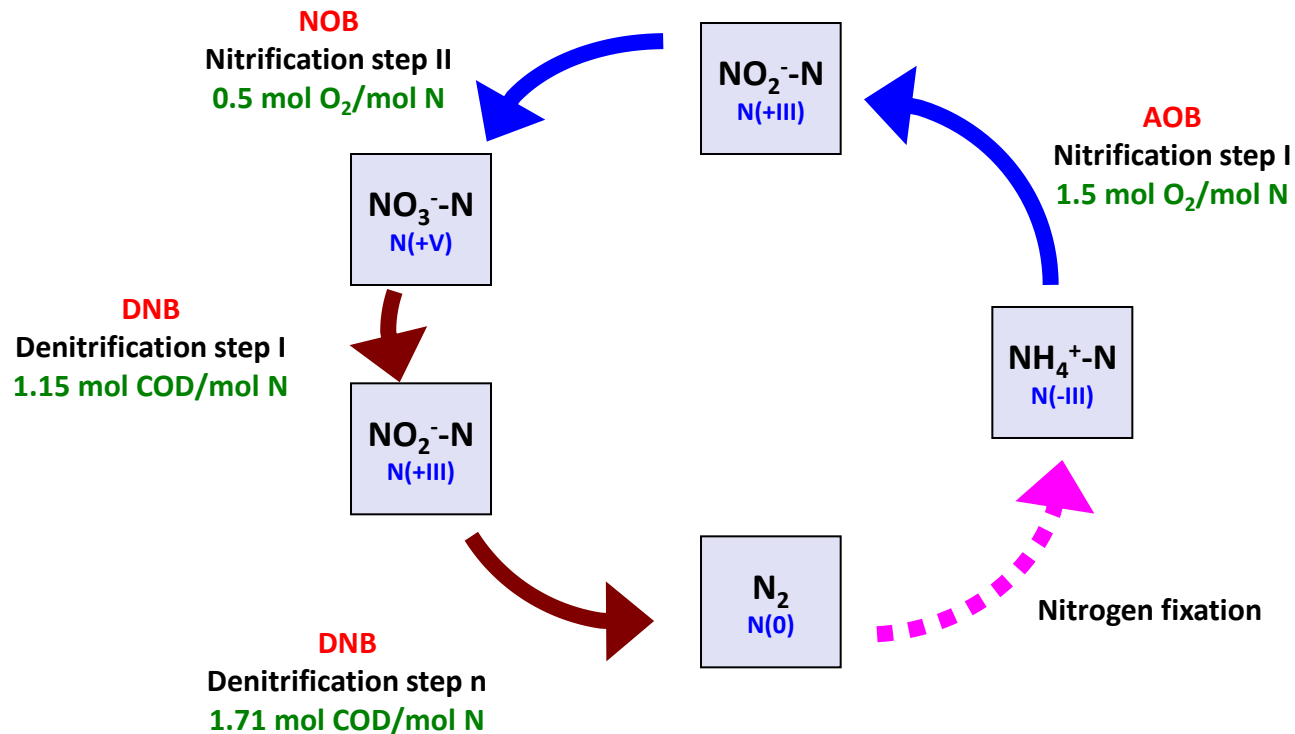 NOB
Nitrification step II
0.5 mol O₂/mol N
NO₂⁻-N
N(+III)
AOB
Nitrification step I
1.5 mol O₂/mol N
NO₃⁻-N
N(+V)
DNB
Denitrification step I
1.15 mol COD/mol N
NH₄⁺-N
N(-III)
NO₂⁻-N
N(+III)
N₂
N(0)
Nitrogen fixation
DNB
Denitrification step n
1.71 mol COD/mol N